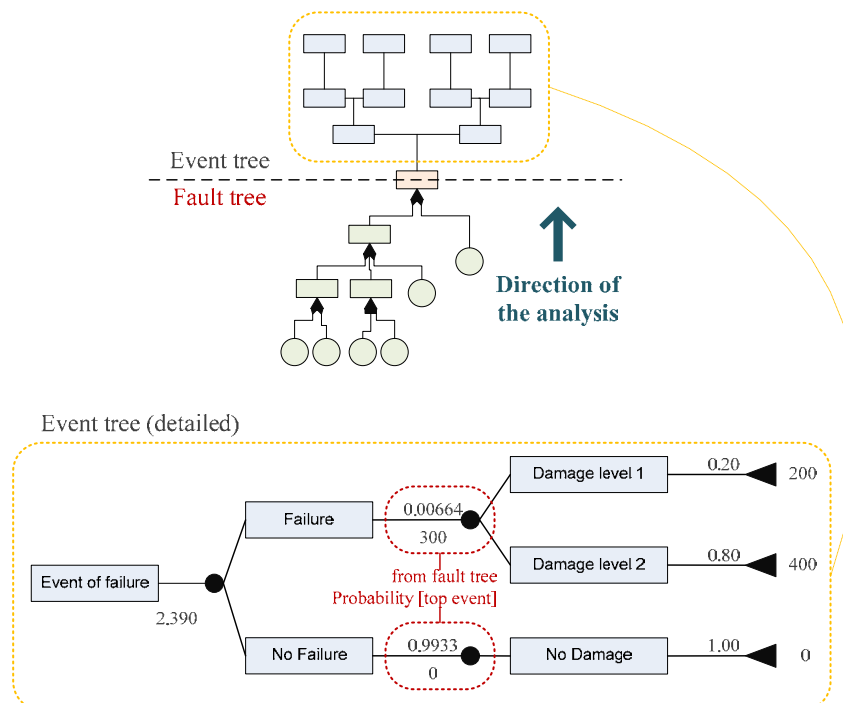 Event tree
Fault tree
Direction of
the analysis
Event tree (detailed)
Damage level 1
0.20
200
Failure
0.00664
300
Damage level 2
0.80
400
Event of failure
2.390
from fault tree
Probability [top event]
No Failure
0.9933
0
No Damage
1.00
0